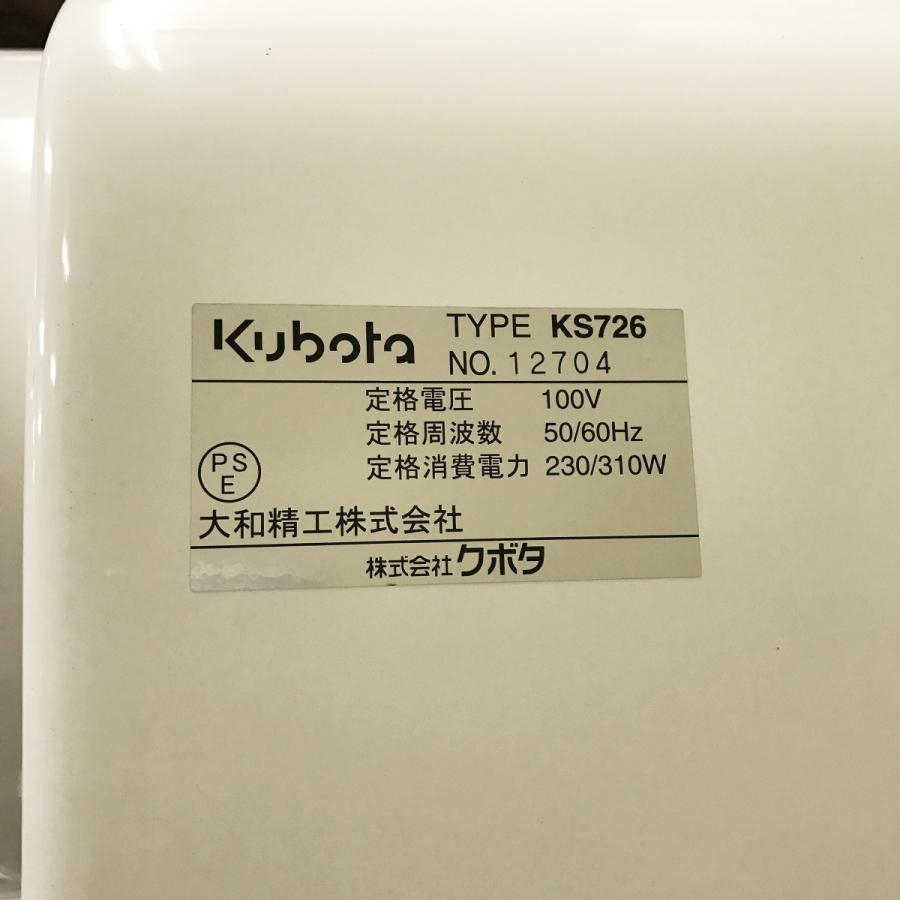 Kubota TYPE KS726
NO. 12704
定格電圧 100V
定格周波数 50/60Hz
定格消費電力 230/310W
PS
E
大和精工株式会社
株式会社クボタ